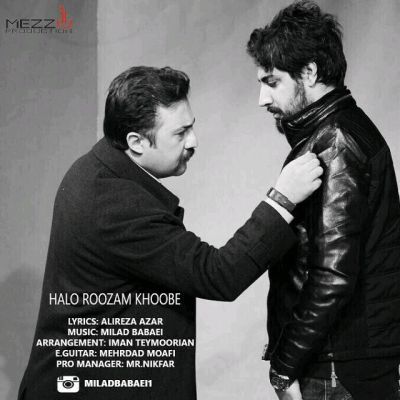 MEZZO
PRODUCTION
HALO ROOZAM KHOOBE
LYRICS: ALIREZA AZAR
MUSIC: MILAD BABAEI
ARRANGEMENT: IMAN TEYMOORIAN
E.GUITAR: MEHRDAD MOAFI
PRO MANAGER: MR.NIKFAR
MILADBABAEI1